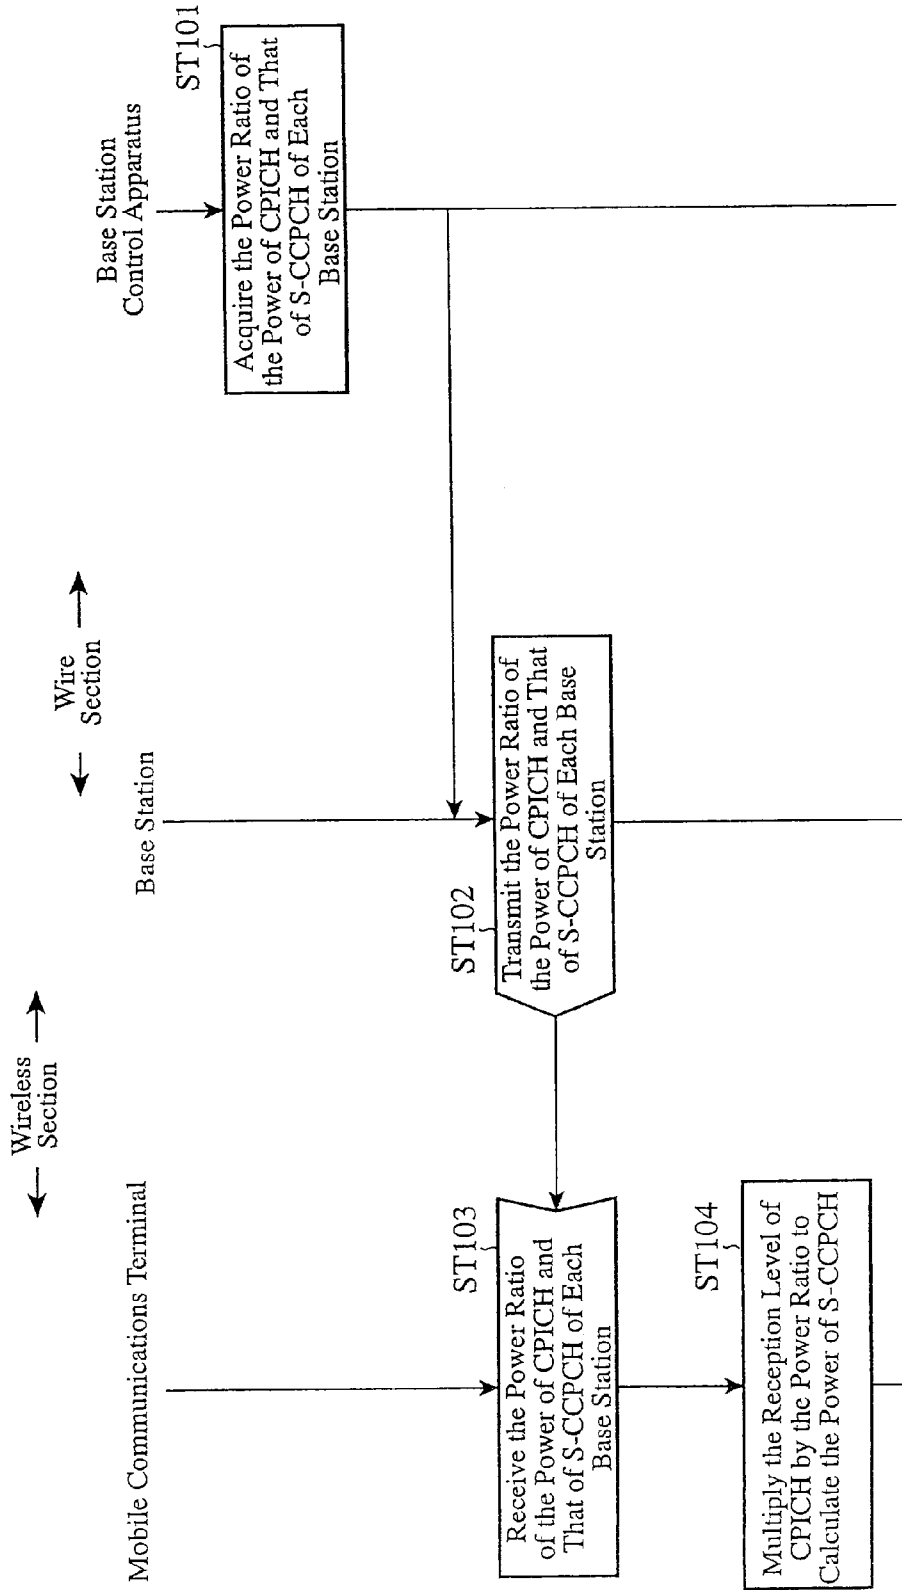 Wireless
Section
Wire
Section
Mobile Communications Terminal
Base Station
Base Station
Control Apparatus
ST101
Acquire the Power Ratio of
the Power of CPICH and That
of S-CCPCH of Each
Base Station
ST102
Transmit the Power Ratio of
the Power of CPICH and That
of S-CCPCH of Each Base
Station
ST103
Receive the Power Ratio
of the Power of CPICH and
That of S-CCPCH of Each
Base Station
ST104
Multiply the Reception Level of
CPICH by the Power Ratio to
Calculate the Power of S-CCPCH